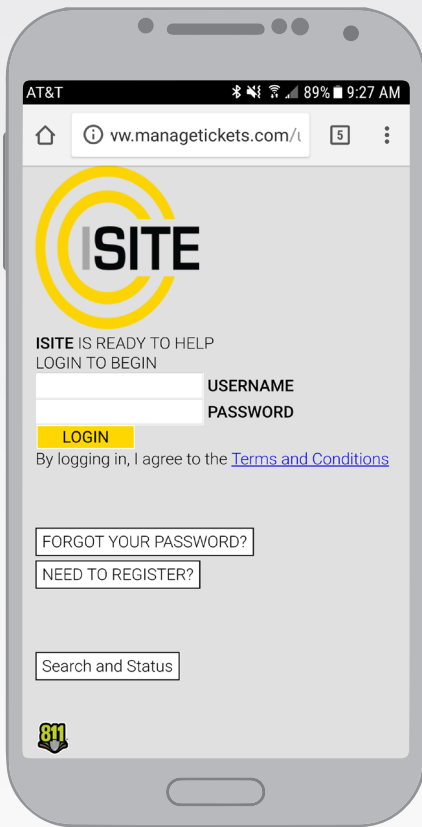 AT&T 89% 9:27 AM
vw.managetickets.com/u 5
ISITE
ISITE IS READY TO HELP
LOGIN TO BEGIN
USERNAME
PASSWORD
LOGIN
By logging in, I agree to the Terms and Conditions
FORGOT YOUR PASSWORD?
NEED TO REGISTER?
Search and Status
811